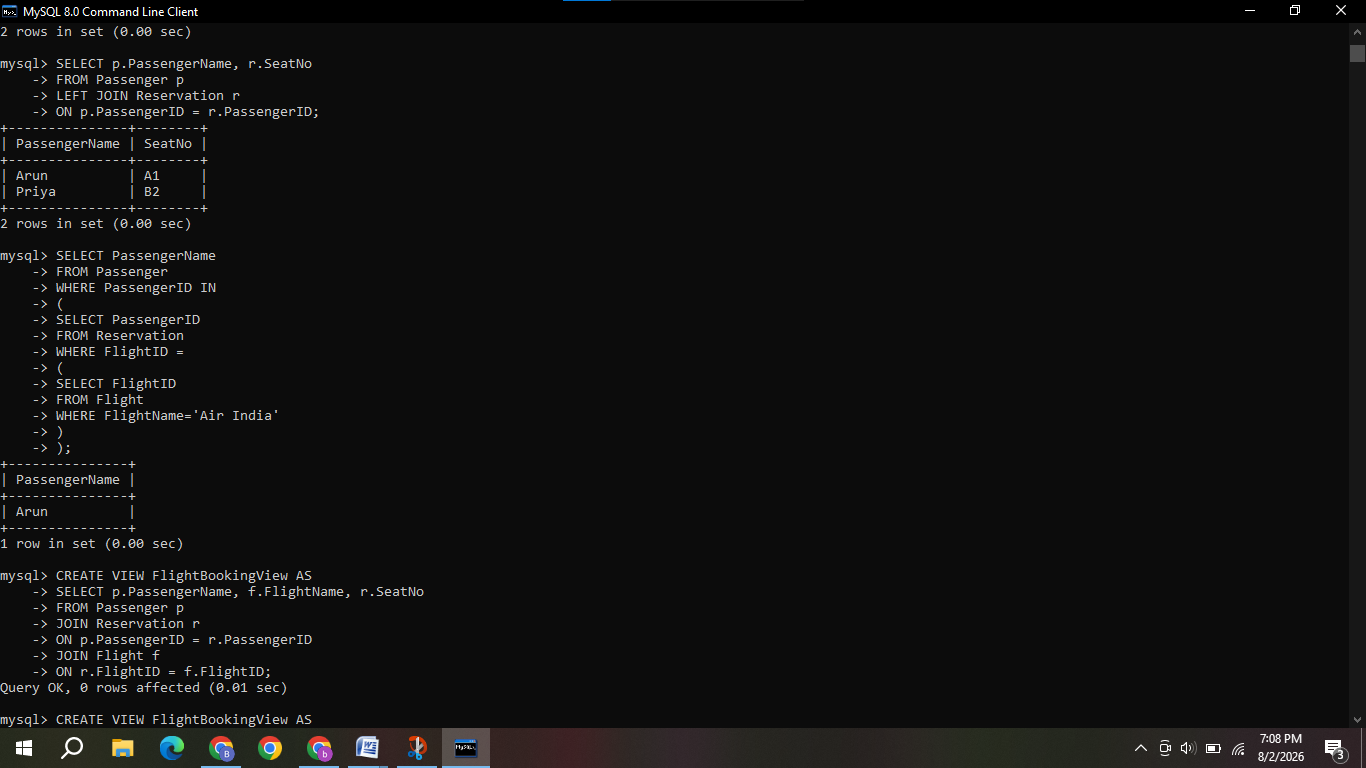 MySQL 8.0 Command Line Client
2 rows in set (0.00 sec)
mysql> SELECT p.PassengerName, r.SeatNo
    -> FROM Passenger p
    -> LEFT JOIN Reservation r
    -> ON p.PassengerID = r.PassengerID;
+---------------+--------+
| PassengerName | SeatNo |
+---------------+--------+
| Arun          | A1     |
| Priya         | B2     |
+---------------+--------+
2 rows in set (0.00 sec)
mysql> SELECT PassengerName
    -> FROM Passenger
    -> WHERE PassengerID IN
    -> (
    -> SELECT PassengerID
    -> FROM Reservation
    -> WHERE FlightID =
    -> (
    -> SELECT FlightID
    -> FROM Flight
    -> WHERE FlightName='Air India'
    -> )
    -> );
+---------------+
| PassengerName |
+---------------+
| Arun          |
+---------------+
1 row in set (0.00 sec)
mysql> CREATE VIEW FlightBookingView AS
    -> SELECT p.PassengerName, f.FlightName, r.SeatNo
    -> FROM Passenger p
    -> JOIN Reservation r
    -> ON p.PassengerID = r.PassengerID
    -> JOIN Flight f
    -> ON r.FlightID = f.FlightID;
Query OK, 0 rows affected (0.01 sec)
mysql> CREATE VIEW FlightBookingView AS
B
b
W
MySQL
7:08 PM
8/2/2026
3